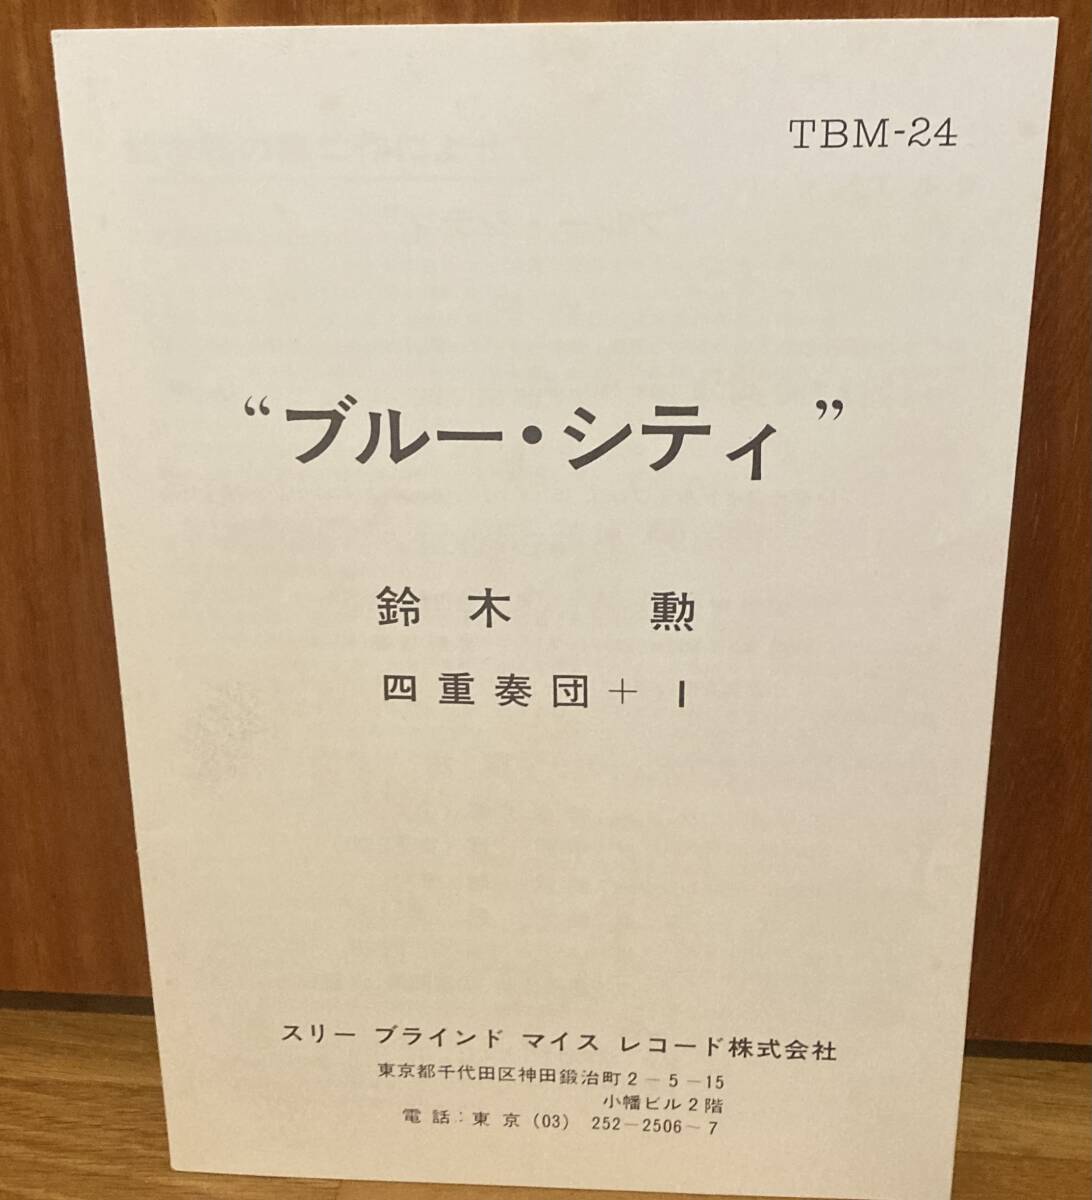 TBM-24
“ブルー・シティ”
鈴木 勲
四重奏団＋1
スリー ブラインド マイス レコード株式会社
東京都千代田区神田鍛治町2－5－15
小幡ビル2階
電話：東京(03) 252－2506～7